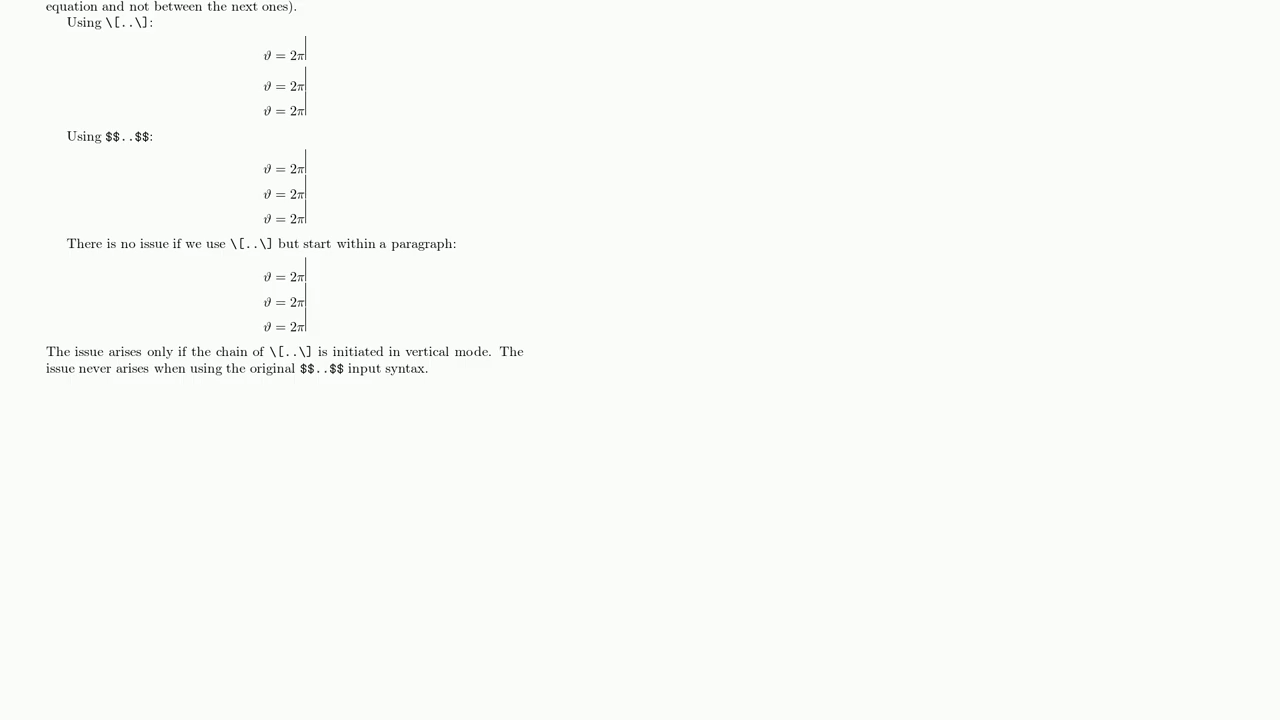 equation and not between the next ones).
Using \[..\]:
ϑ = 2π
ϑ = 2π
ϑ = 2π
Using $$..$$:
ϑ = 2π
ϑ = 2π
ϑ = 2π
There is no issue if we use \[..\] but start within a paragraph:
ϑ = 2π
ϑ = 2π
ϑ = 2π
The issue arises only if the chain of \[..\] is initiated in vertical mode. The
issue never arises when using the original $$..$$ input syntax.